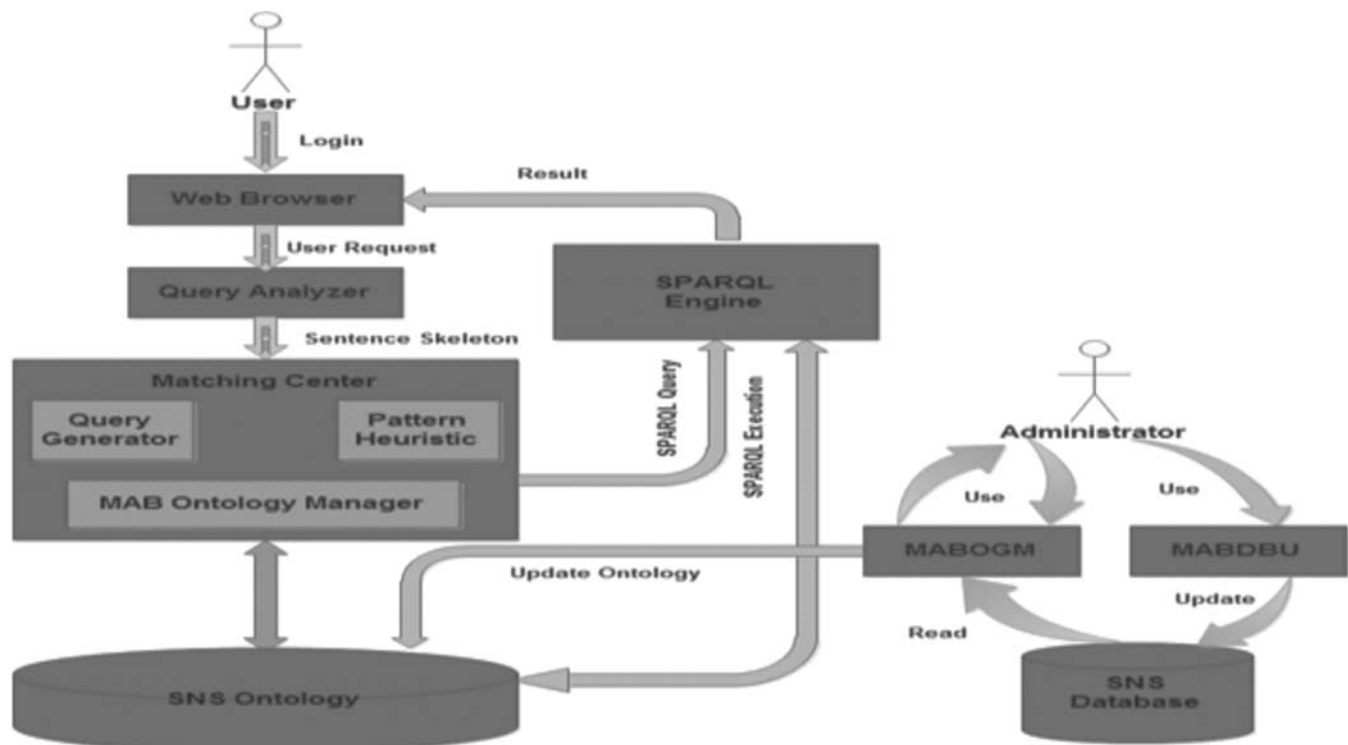 User
Login
Web Browser
Result
User Request
Query Analyzer
SPARQL
Engine
Sentence Skeleton
Matching Center
Query
Generator
Pattern
Heuristic
MAB Ontology Manager
SPARQL Query
SPARQL Execution
Administrator
Use
Use
MABOGM
MABDBU
Update Ontology
Update
Read
SNS Ontology
SNS
Database